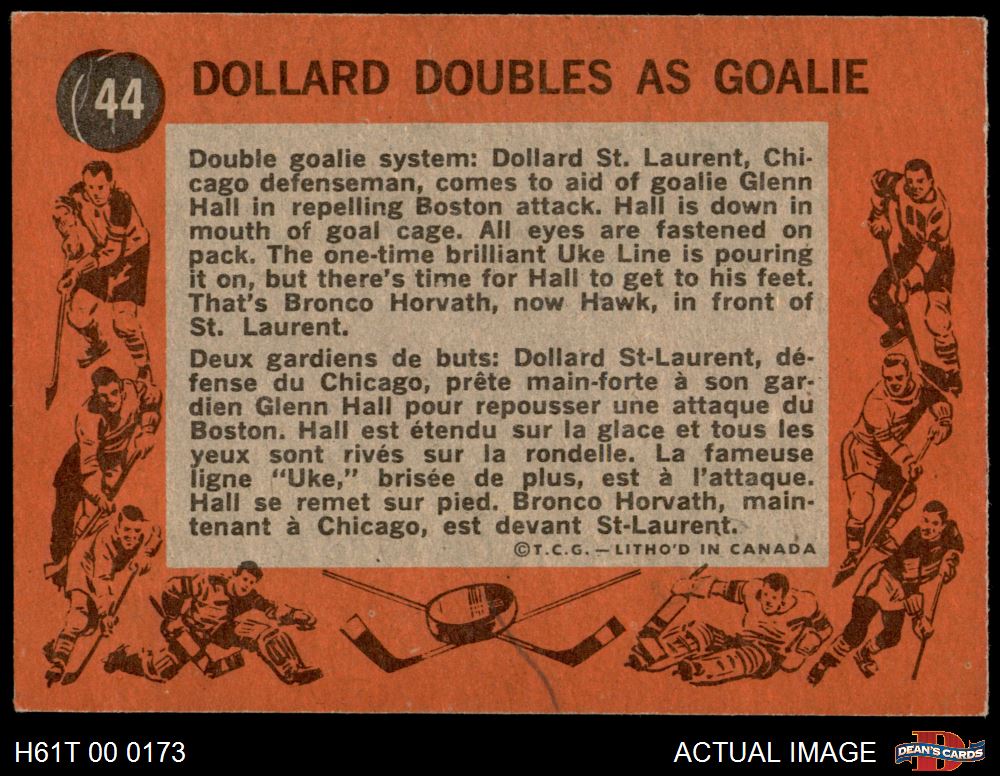 44
DOLLARD DOUBLES AS GOALIE
Double goalie system: Dollard St. Laurent, Chi-
cago defenseman, comes to aid of goalie Glenn
Hall in repelling Boston attack. Hall is down in
mouth of goal cage. All eyes are fastened on
pack. The one-time brilliant Uke Line is pouring
it on, but there's time for Hall to get to his feet.
That's Bronco Horvath, now Hawk, in front of
St. Laurent.
Deux gardiens de buts: Dollard St-Laurent, dé-
fense du Chicago, prête main-forte à son gar-
dien Glenn Hall pour repousser une attaque du
Boston. Hall est étendu sur la glace et tous les
yeux sont rivés sur la rondelle. La fameuse
ligne "Uke," brisée de plus, est à l'attaque.
Hall se remet sur pied. Bronco Horvath, main-
tenant à Chicago, est devant St-Laurent.
©T.C.G. — LITHO'D IN CANADA
H61T 00 0173
ACTUAL IMAGE
DEAN'S CARDS